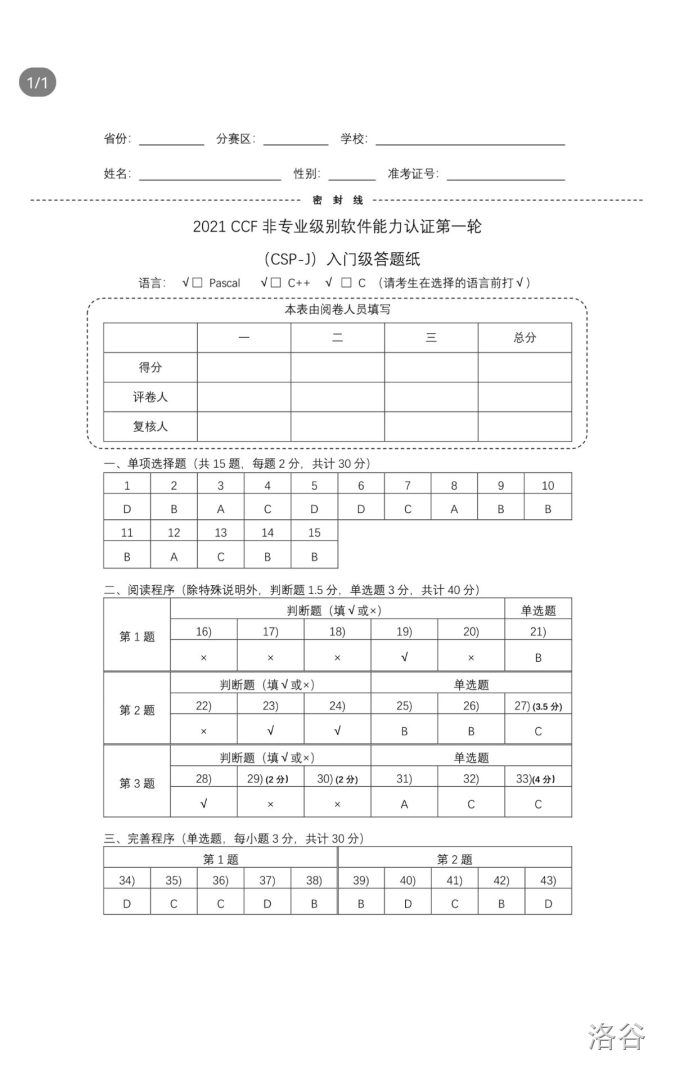 1/1
省份: 分赛区: 学校:
姓名: 性别: 准考证号:
密 封 线
2021 CCF 非专业级别软件能力认证第一轮
(CSP-J) 入门级答题纸
语言: √□ Pascal √□ C++ √ □ C (请考生在选择的语言前打√)
本表由阅卷人员填写
一 二 三 总分
得分
评卷人
复核人
一、单项选择题(共 15 题,每题 2 分,共计 30 分)
1 2 3 4 5 6 7 8 9 10
D B A C D D C A B B
11 12 13 14 15
B A C B B
二、阅读程序(除特殊说明外,判断题 1.5 分,单选题 3 分,共计 40 分)
第 1 题 判断题(填√或×) 单选题
16) 17) 18) 19) 20) 21)
× × × √ × B
第 2 题 判断题(填√或×) 单选题
22) 23) 24) 25) 26) 27) (3.5 分)
× √ √ B B C
第 3 题 判断题(填√或×) 单选题
28) 29) (2 分) 30) (2 分) 31) 32) 33)(4 分)
√ × × A C C
三、完善程序(单选题,每小题 3 分,共计 30 分)
第 1 题 第 2 题
34) 35) 36) 37) 38) 39) 40) 41) 42) 43)
D C C D B B D C B D
洛谷